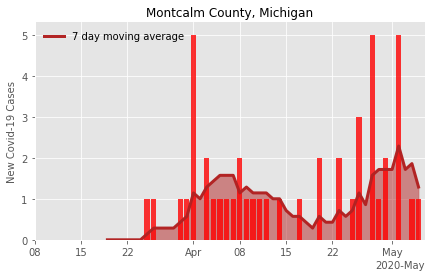 Montcalm County, Michigan
7 day moving average
New Covid-19 Cases
5
4
3
2
1
0
08 15 22 Apr 08 15 22 May
2020-May